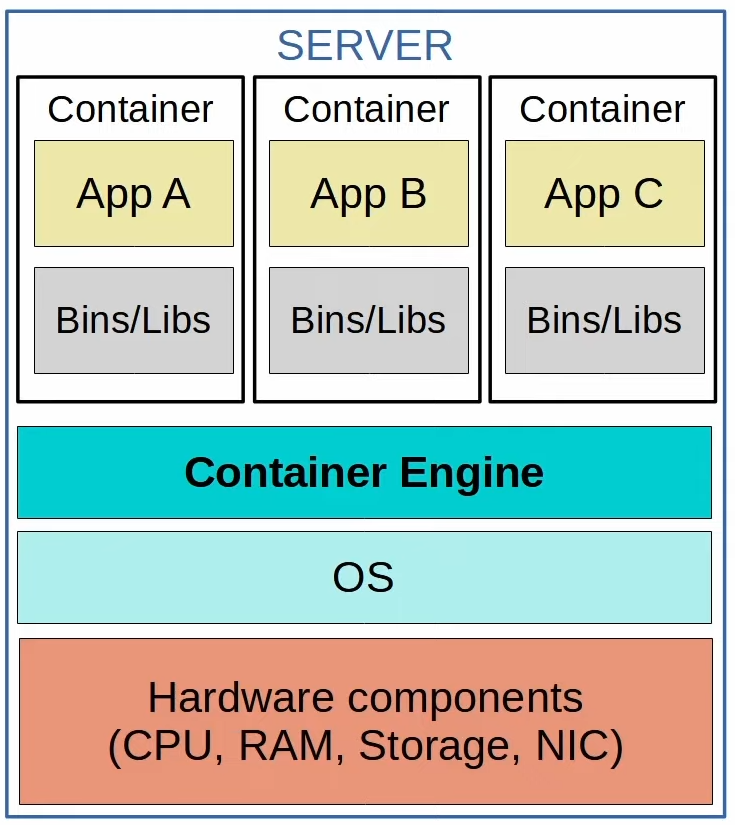 SERVER
Container
Container
Container
App A
App B
App C
Bins/Libs
Bins/Libs
Bins/Libs
Container Engine
OS
Hardware components
(CPU, RAM, Storage, NIC)